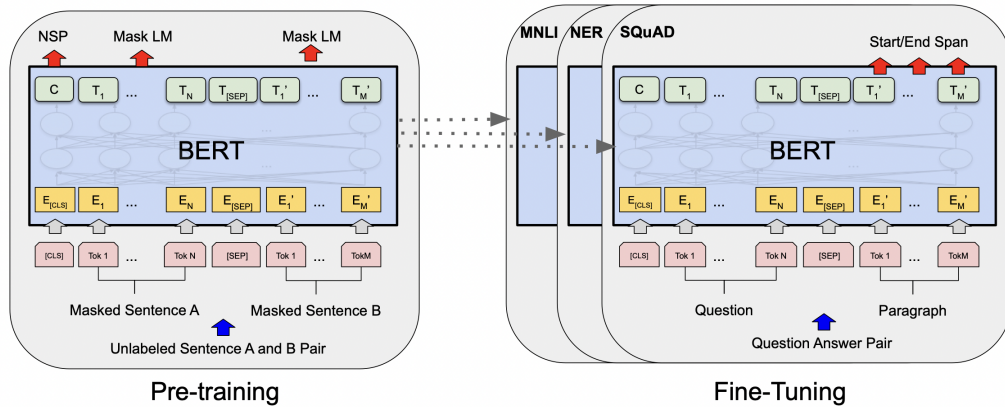 NSP Mask LM Mask LM
C T1 ... TN T[SEP] T1' ... TM'
...
BERT
...
E[CLS] E1 ... EN E[SEP] E1' ... EM'
[CLS] Tok 1 ... Tok N [SEP] Tok 1 ... TokM
Masked Sentence A Masked Sentence B
Unlabeled Sentence A and B Pair
Pre-training
MNLI NER SQuAD
Start/End Span
C T1 ... TN T[SEP] T1' ... TM'
...
BERT
...
E[CLS] E1 ... EN E[SEP] E1' ... EM'
[CLS] Tok 1 ... Tok N [SEP] Tok 1 ... TokM
Question Paragraph
Question Answer Pair
Fine-Tuning